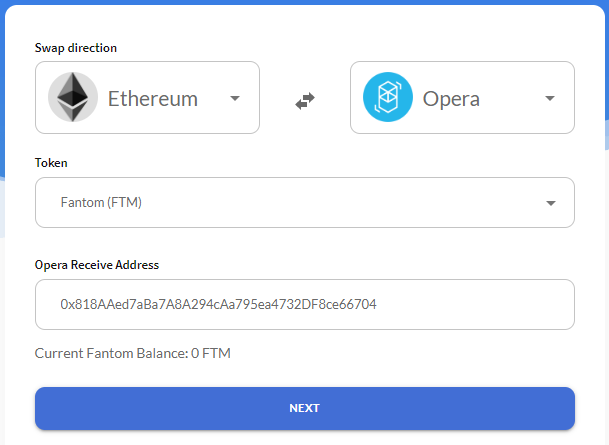 Swap direction
Ethereum
Opera
Token
Fantom (FTM)
Opera Receive Address
0x818AAed7aBa7A8A294cAa795ea4732DF8ce66704
Current Fantom Balance: 0 FTM
NEXT